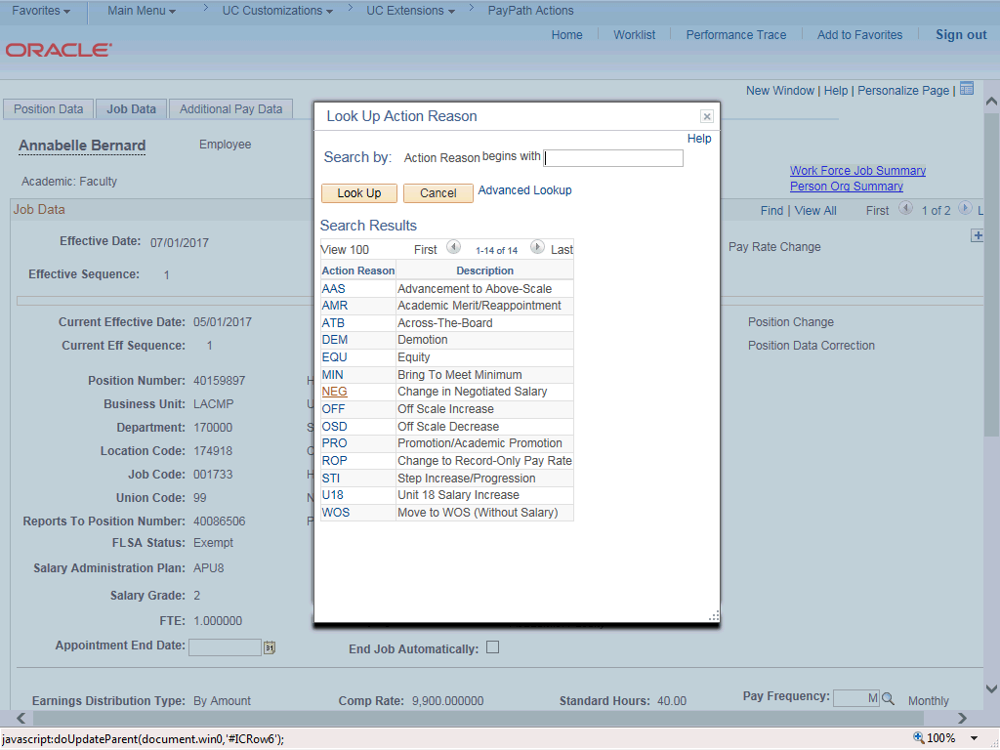 Favorites Main Menu > UC Customizations > UC Extensions > PayPath Actions
Home Worklist Performance Trace Add to Favorites Sign out
ORACLE
New Window | Help | Personalize Page |
Position Data Job Data Additional Pay Data
Annabelle Bernard Employee
Academic: Faculty
Work Force Job Summary
Person Org Summary
Job Data Find | View All First 1 of 2 L
Effective Date: 07/01/2017 Pay Rate Change
Effective Sequence: 1
Current Effective Date: 05/01/2017 Position Change
Current Eff Sequence: 1 Position Data Correction
Position Number: 40159897 H
Business Unit: LACMP U
Department: 170000 S
Location Code: 174918 C
Job Code: 001733 H
Union Code: 99 N
Reports To Position Number: 40086506 F
FLSA Status: Exempt
Salary Administration Plan: APU8
Salary Grade: 2
FTE: 1.000000
Appointment End Date: 31 End Job Automatically:
Earnings Distribution Type: By Amount Comp Rate: 9,900.000000 Standard Hours: 40.00 Pay Frequency: M Monthly
Look Up Action Reason
Help
Search by: Action Reason begins with
Look Up Cancel Advanced Lookup
Search Results
View 100 First 1-14 of 14 Last
Action Reason Description
AAS Advancement to Above-Scale
AMR Academic Merit/Reappointment
ATB Across-The-Board
DEM Demotion
EQU Equity
MIN Bring To Meet Minimum
NEG Change in Negotiated Salary
OFF Off Scale Increase
OSD Off Scale Decrease
PRO Promotion/Academic Promotion
ROP Change to Record-Only Pay Rate
STI Step Increase/Progression
U18 Unit 18 Salary Increase
WOS Move to WOS (Without Salary)
javascript:doUpdateParent(document.win0,'#ICRow6'); 100%